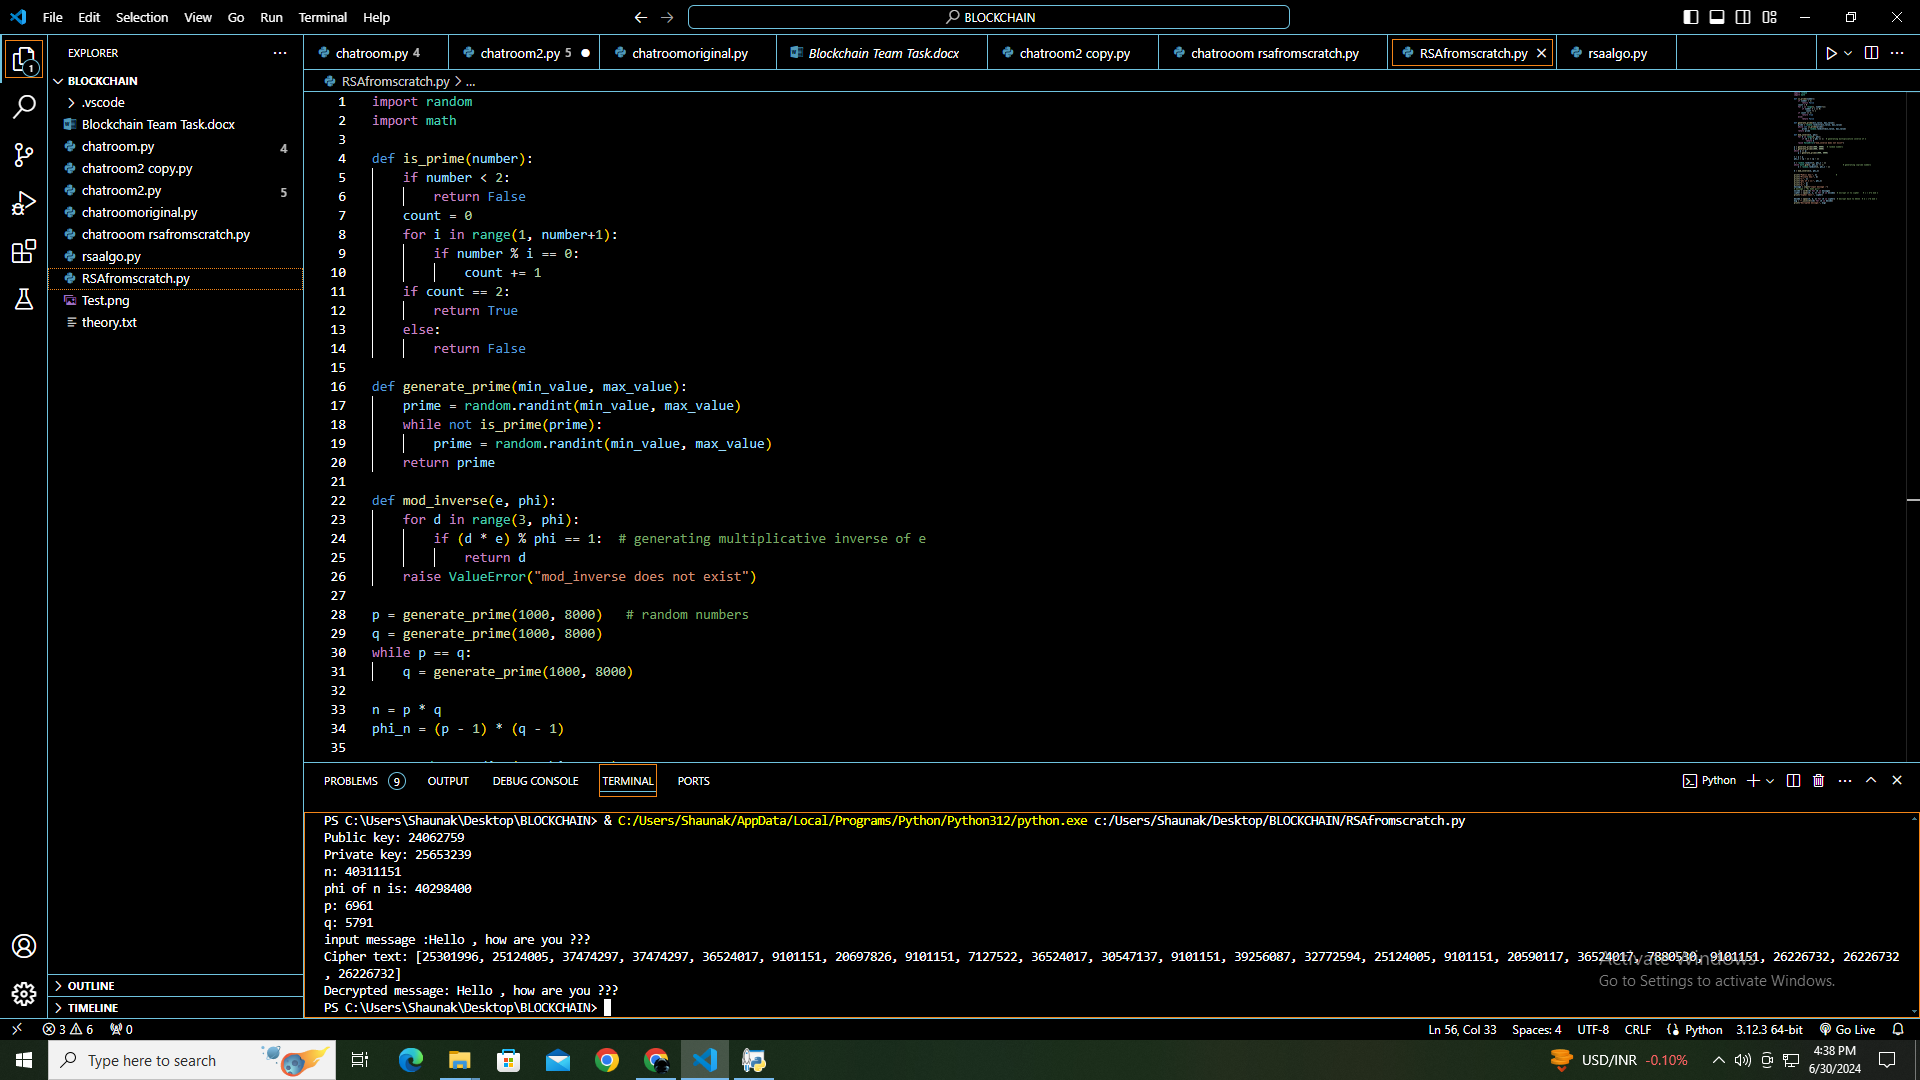 File Edit Selection View Go Run Terminal Help
BLOCKCHAIN
EXPLORER
BLOCKCHAIN
.vscode
Blockchain Team Task.docx
chatroom.py 4
chatroom2 copy.py
chatroom2.py 5
chatroomoriginal.py
chatrooom rsafromscratch.py
rsaalgo.py
RSAfromscratch.py
Test.png
theory.txt
OUTLINE
TIMELINE
chatroom.py 4 chatroom2.py 5 chatroomoriginal.py Blockchain Team Task.docx chatroom2 copy.py chatrooom rsafromscratch.py RSAfromscratch.py rsaalgo.py
RSAfromscratch.py > ...
1 import random
2 import math
3
4 def is_prime(number):
5 if number < 2:
6 return False
7 count = 0
8 for i in range(1, number+1):
9 if number % i == 0:
10 count += 1
11 if count == 2:
12 return True
13 else:
14 return False
15
16 def generate_prime(min_value, max_value):
17 prime = random.randint(min_value, max_value)
18 while not is_prime(prime):
19 prime = random.randint(min_value, max_value)
20 return prime
21
22 def mod_inverse(e, phi):
23 for d in range(3, phi):
24 if (d * e) % phi == 1: # generating multiplicative inverse of e
25 return d
26 raise ValueError("mod_inverse does not exist")
27
28 p = generate_prime(1000, 8000) # random numbers
29 q = generate_prime(1000, 8000)
30 while p == q:
31 q = generate_prime(1000, 8000)
32
33 n = p * q
34 phi_n = (p - 1) * (q - 1)
35
PROBLEMS 9 OUTPUT DEBUG CONSOLE TERMINAL PORTS
Python
PS C:\Users\Shaunak\Desktop\BLOCKCHAIN> & C:/Users/Shaunak/AppData/Local/Programs/Python/Python312/python.exe c:/Users/Shaunak/Desktop/BLOCKCHAIN/RSAfromscratch.py
Public key: 24062759
Private key: 25653239
n: 40311151
phi of n is: 40298400
p: 6961
q: 5791
input message :Hello , how are you ???
Cipher text: [25301996, 25124005, 37474297, 37474297, 36524017, 9101151, 20697826, 9101151, 7127522, 36524017, 30547137, 9101151, 39256087, 32772594, 25124005, 9101151, 20590117, 36524017, 7880530, 9101151, 26226732, 26226732
, 26226732]
Decrypted message: Hello , how are you ???
PS C:\Users\Shaunak\Desktop\BLOCKCHAIN>
Activate Windows
Go to Settings to activate Windows.
3 6 0
Ln 56, Col 33 Spaces: 4 UTF-8 CRLF Python 3.12.3 64-bit Go Live
Type here to search
USD/INR -0.10%
4:38 PM
6/30/2024